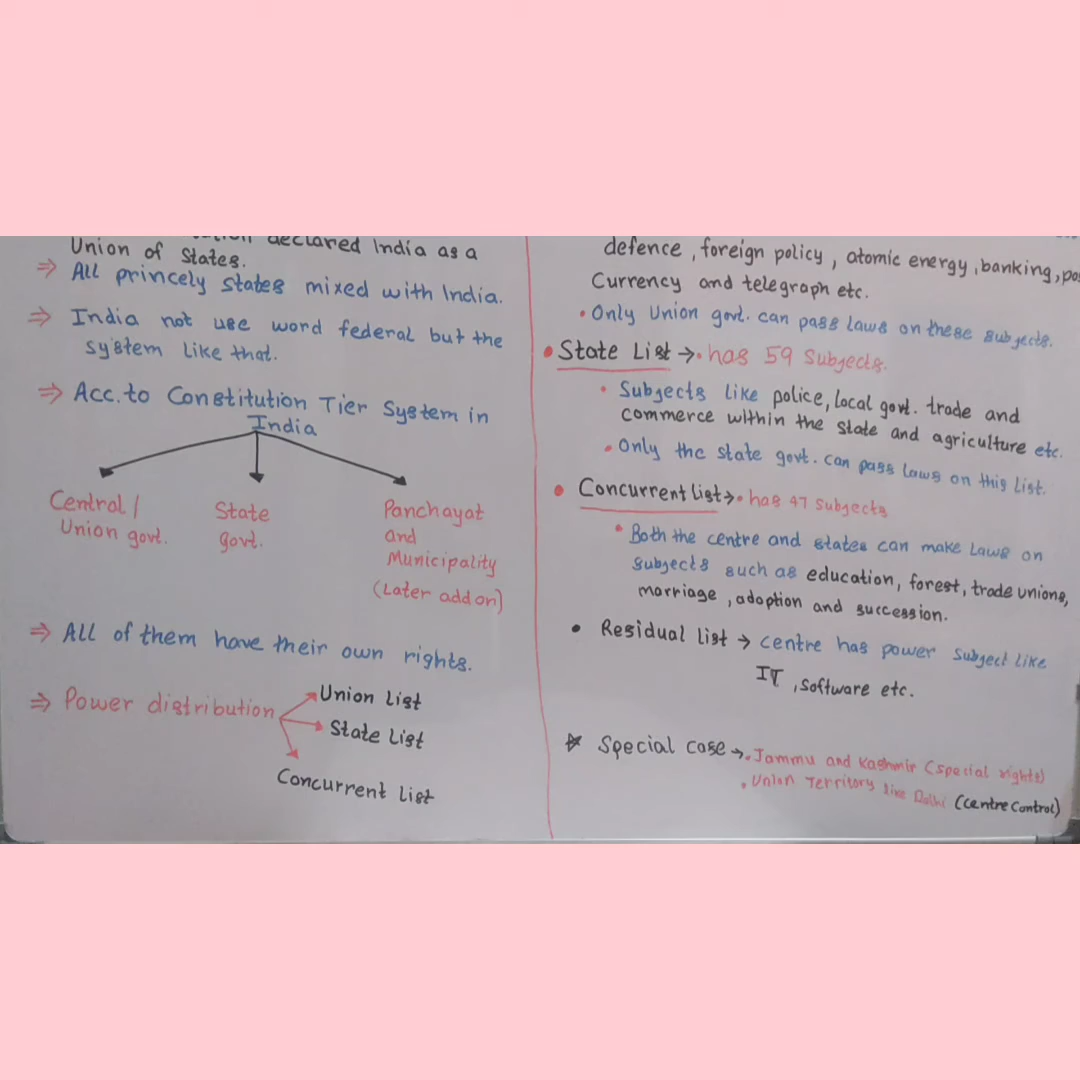 declared India as a
Union of States.
⇒ All princely states mixed with India.
⇒ India not use word federal but the
system like that.
⇒ Acc. to Constitution Tier System in
India
Central/
Union govt.
State
govt.
Panchayat
and
Municipality
(Later add on)
⇒ All of them have their own rights.
⇒ Power distribution
Union List
State List
Concurrent List
defence, foreign policy, atomic energy, banking,
Currency and telegraph etc.
• Only Union govt. can pass laws on these subjects.
• State List → • has 59 Subjects.
• Subjects like police, local govt. trade and
commerce within the state and agriculture etc.
• Only the state govt. can pass laws on this list.
• Concurrent list → • has 47 subjects
• Both the centre and states can make laws on
subjects such as education, forest, trade unions,
marriage, adoption and succession.
• Residual list → centre has power subject like
IT, software etc.
☆ Special case → • Jammu and Kashmir (special rights)
• Union Territory like Delhi (centre control)